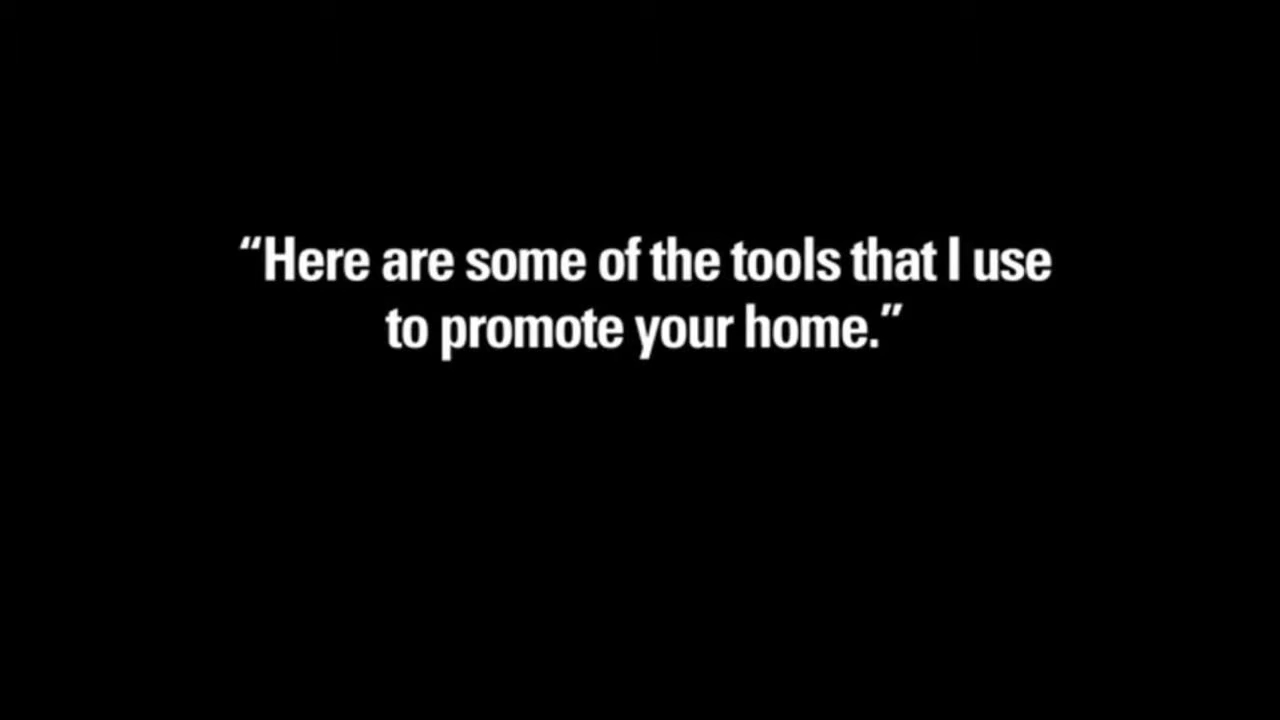 “Here are some of the tools that I use
to promote your home.”